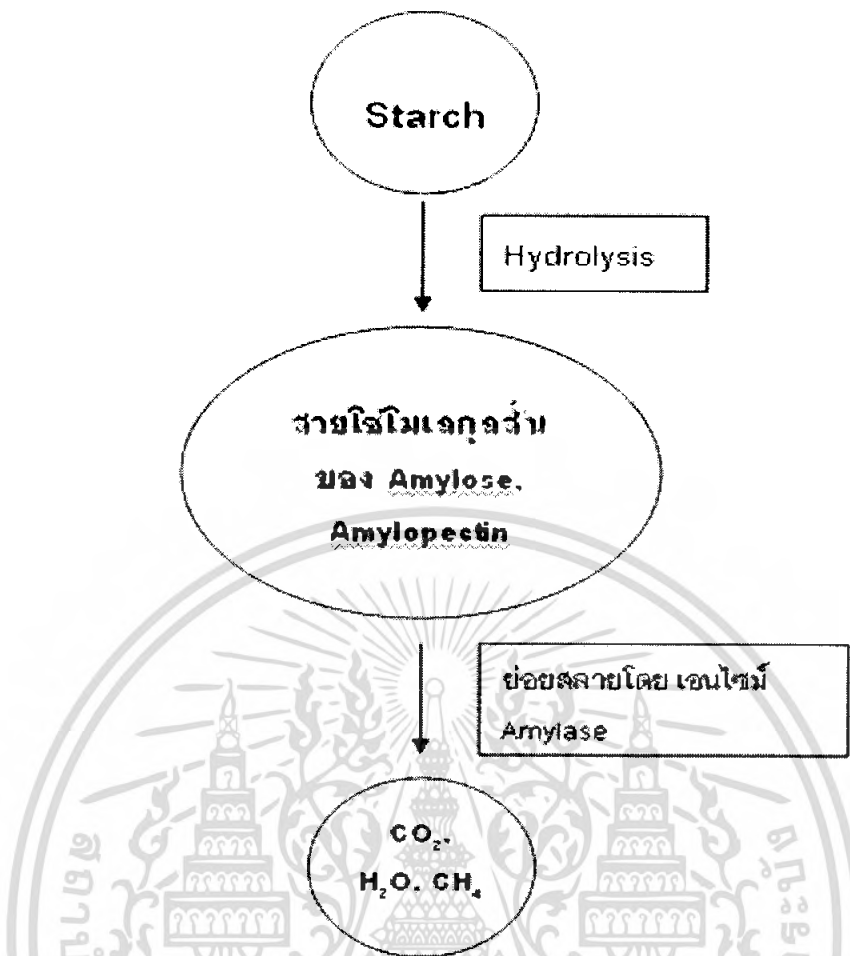 Starch
Hydrolysis
สายโซ่โมเลกุลสั้น
ของ Amylose,
Amylopectin
ย่อยสลายโดย เอนไซม์
Amylase
CO₂,
H₂O, CH₄